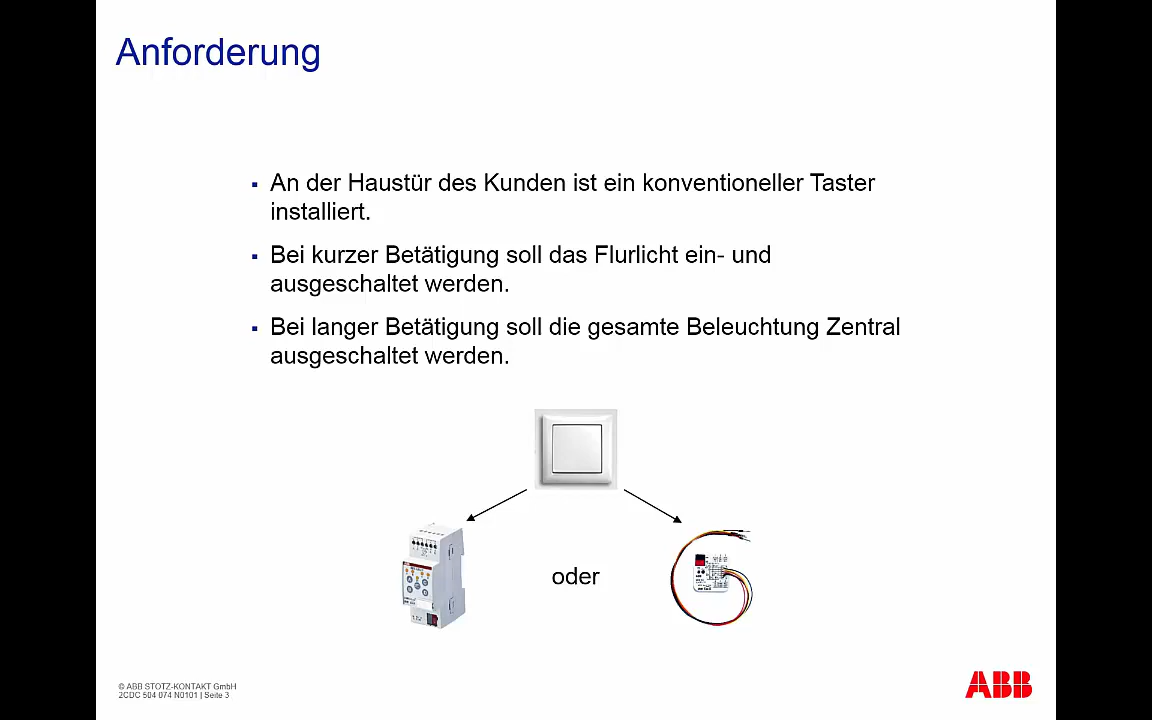 Anforderung
▪ An der Haustür des Kunden ist ein konventioneller Taster
installiert.
▪ Bei kurzer Betätigung soll das Flurlicht ein- und
ausgeschaltet werden.
▪ Bei langer Betätigung soll die gesamte Beleuchtung Zentral
ausgeschaltet werden.
oder
© ABB STOTZ-KONTAKT GmbH
2CDC 504 074 N0101 | Seite 3
ABB